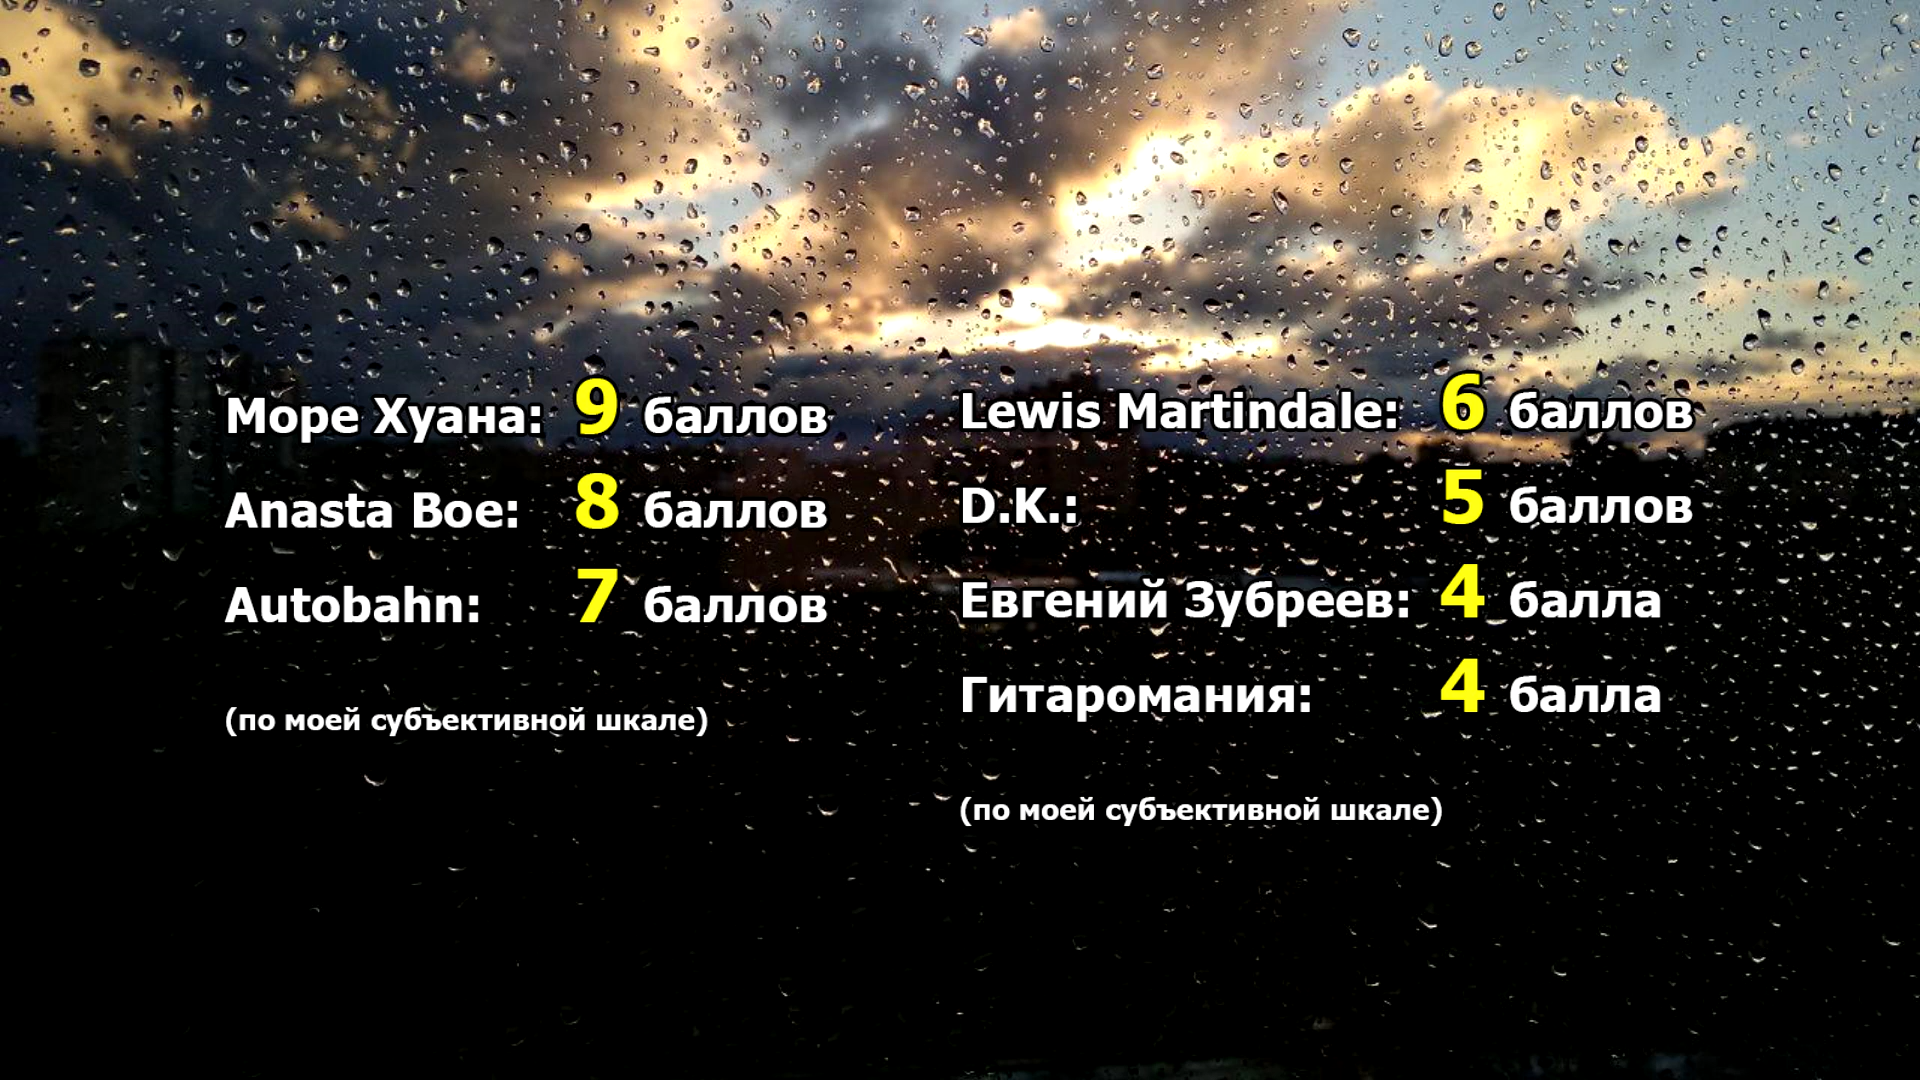 Море Хуана: 9 баллов
Anasta Boe: 8 баллов
Autobahn: 7 баллов
(по моей субъективной шкале)
Lewis Martindale: 6 баллов
D.K.: 5 баллов
Евгений Зубреев: 4 балла
Гитаромания: 4 балла
(по моей субъективной шкале)